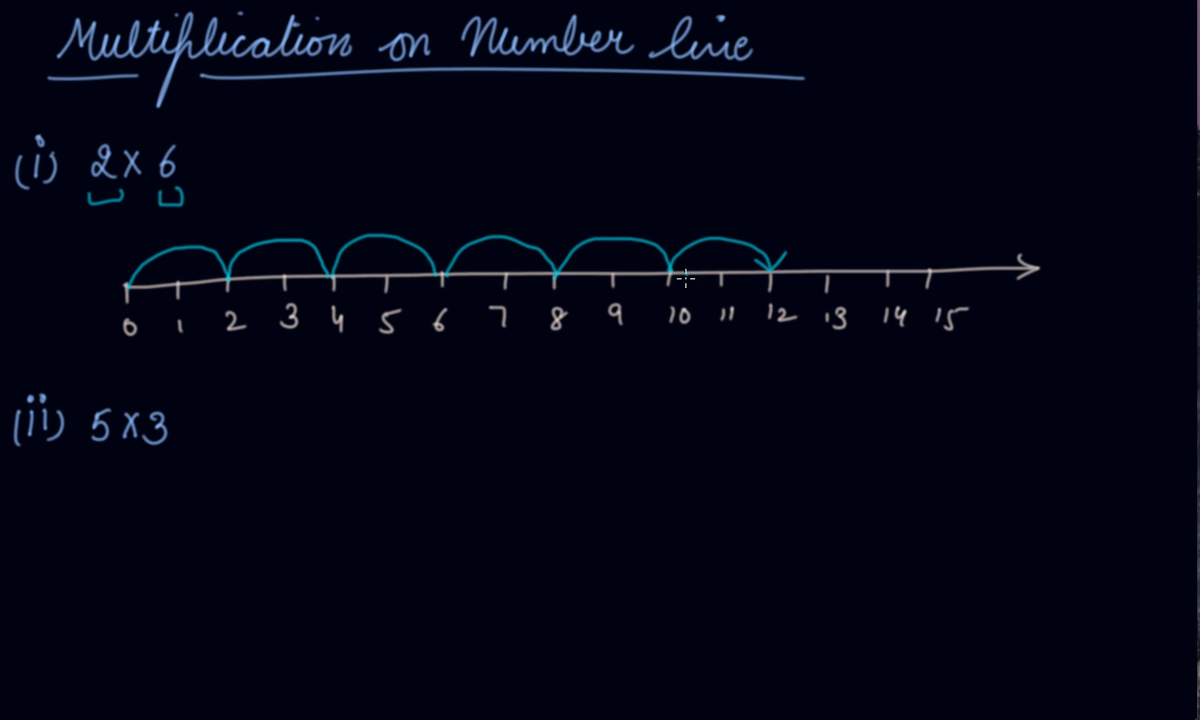 Multiplication on Number line
(i) 2 x 6
0 1 2 3 4 5 6 7 8 9 10 11 12 13 14 15
(ii) 5 x 3